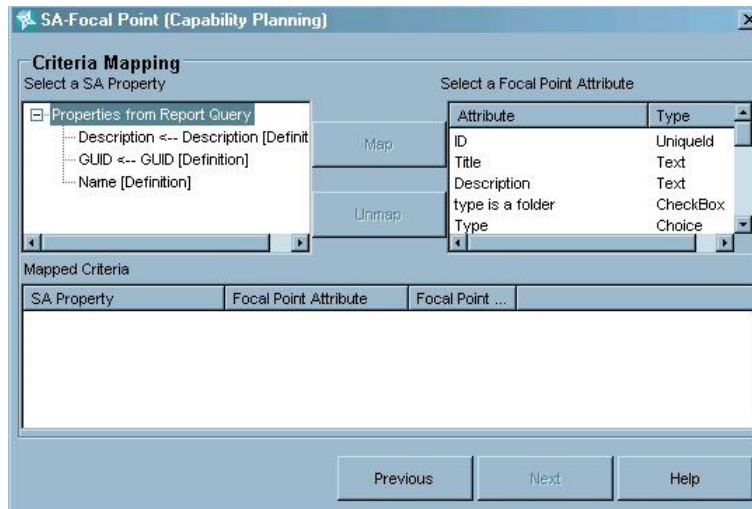 SA-Focal Point (Capability Planning)
Criteria Mapping
Select a SA Property
Select a Focal Point Attribute
Properties from Report Query
Description <-- Description [Definit
GUID <-- GUID [Definition]
Name [Definition]
Map
Unmap
Attribute Type
ID UniqueId
Title Text
Description Text
type is a folder CheckBox
Type Choice
Mapped Criteria
SA Property Focal Point Attribute Focal Point ...
Previous Next Help